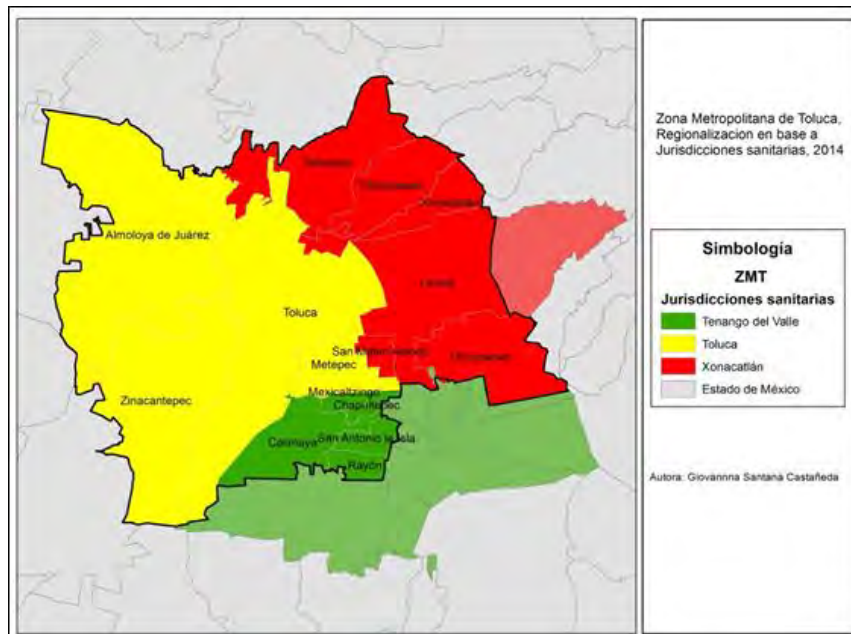 Zona Metropolitana de Toluca,
Regionalizacion en base a
Jurisdicciones sanitarias, 2014
Simbología
ZMT
Jurisdicciones sanitarias
Tenango del Valle
Toluca
Xonacatlán
Estado de México
Autora: Giovannna Santana Castañeda
Almoloya de Juárez
Toluca
Metepec
Zinacantepec
Mexicaltzingo
Chapultepec
Calimaya
San Antonio la Isla
Rayón